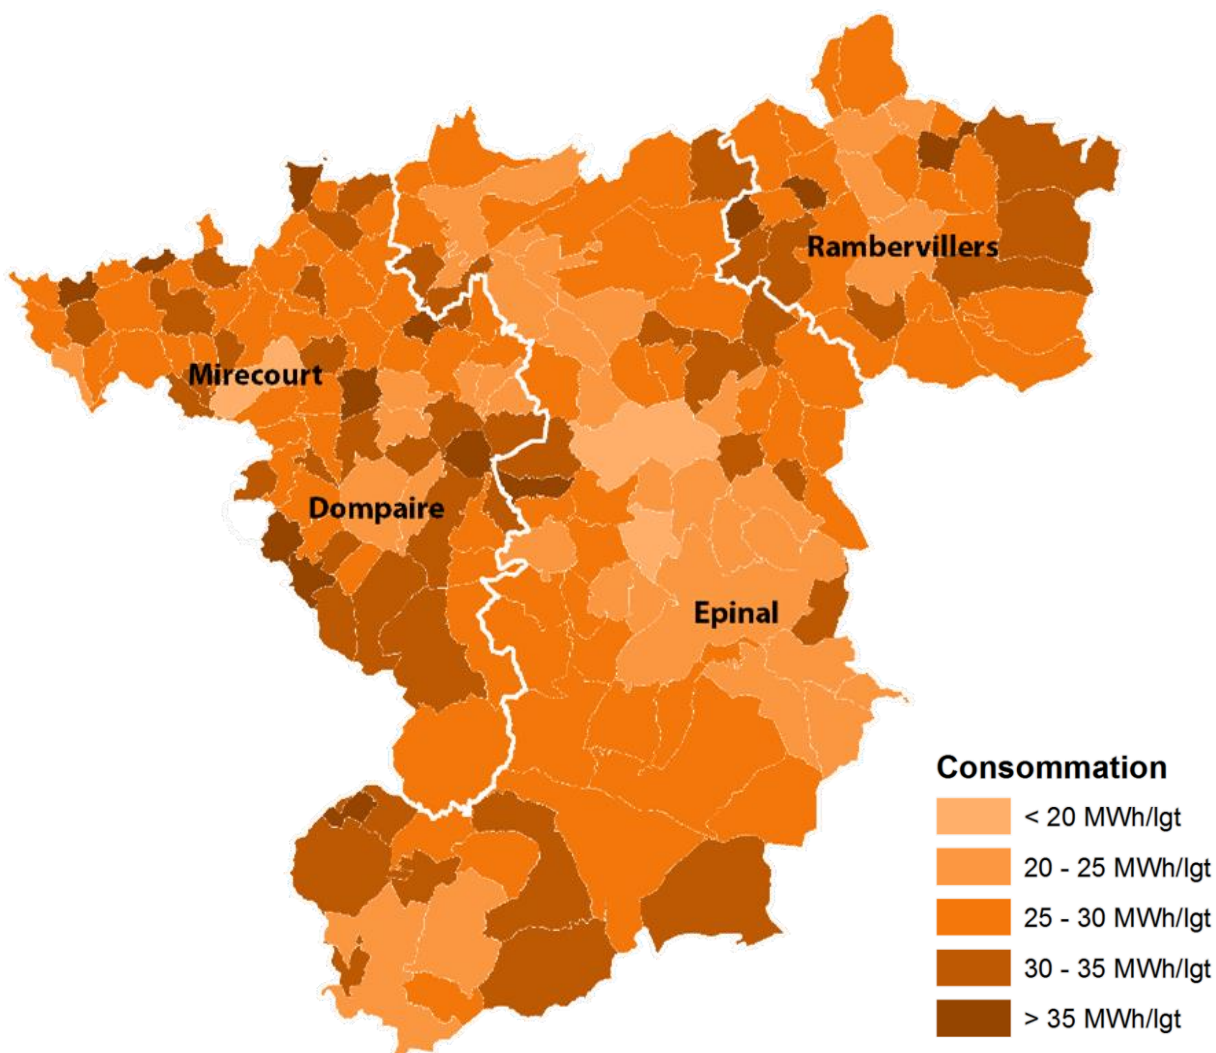 Rambervillers
Mirecourt
Dompaire
Epinal
Consommation
< 20 MWh/lgt
20 - 25 MWh/lgt
25 - 30 MWh/lgt
30 - 35 MWh/lgt
> 35 MWh/lgt